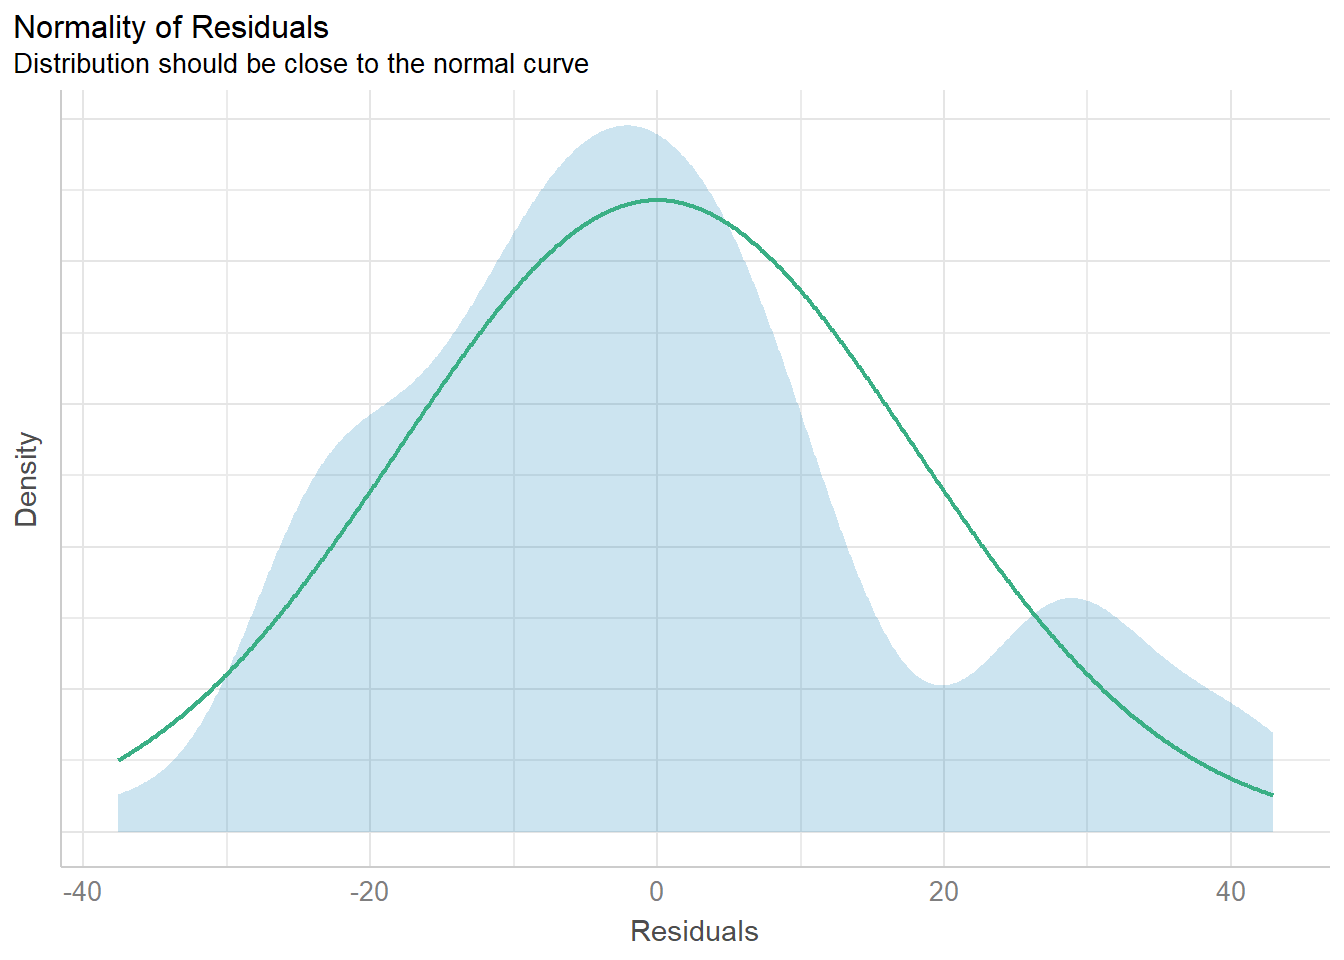 Normality of Residuals
Distribution should be close to the normal curve
Density
-40
-20
0
20
40
Residuals